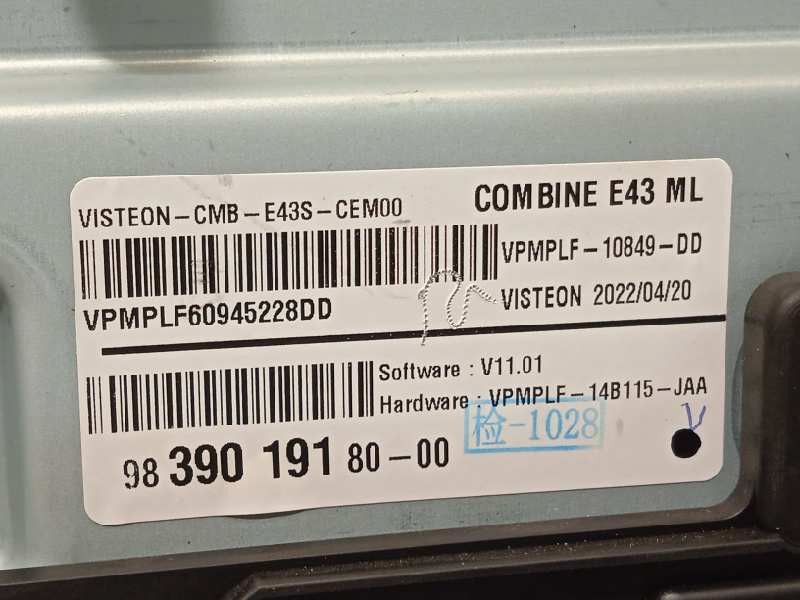 VISTEON-CMB-E43S-CEM00
COMBINE E43 ML
VPMPLF-10849-DD
VPMPLF60945228DD
VISTEON 2022/04/20
Software : V11.01
Hardware : VPMPLF-14B115-JAA
检-1028
V
98 390 191 80-00